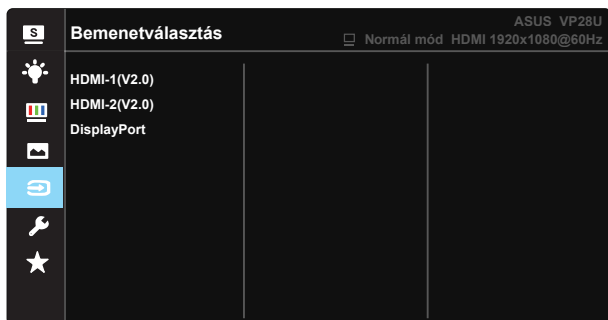 S
Bemenetválasztás
ASUS VP28U
Normál mód HDMI 1920x1080@60Hz
HDMI-1(V2.0)
HDMI-2(V2.0)
DisplayPort